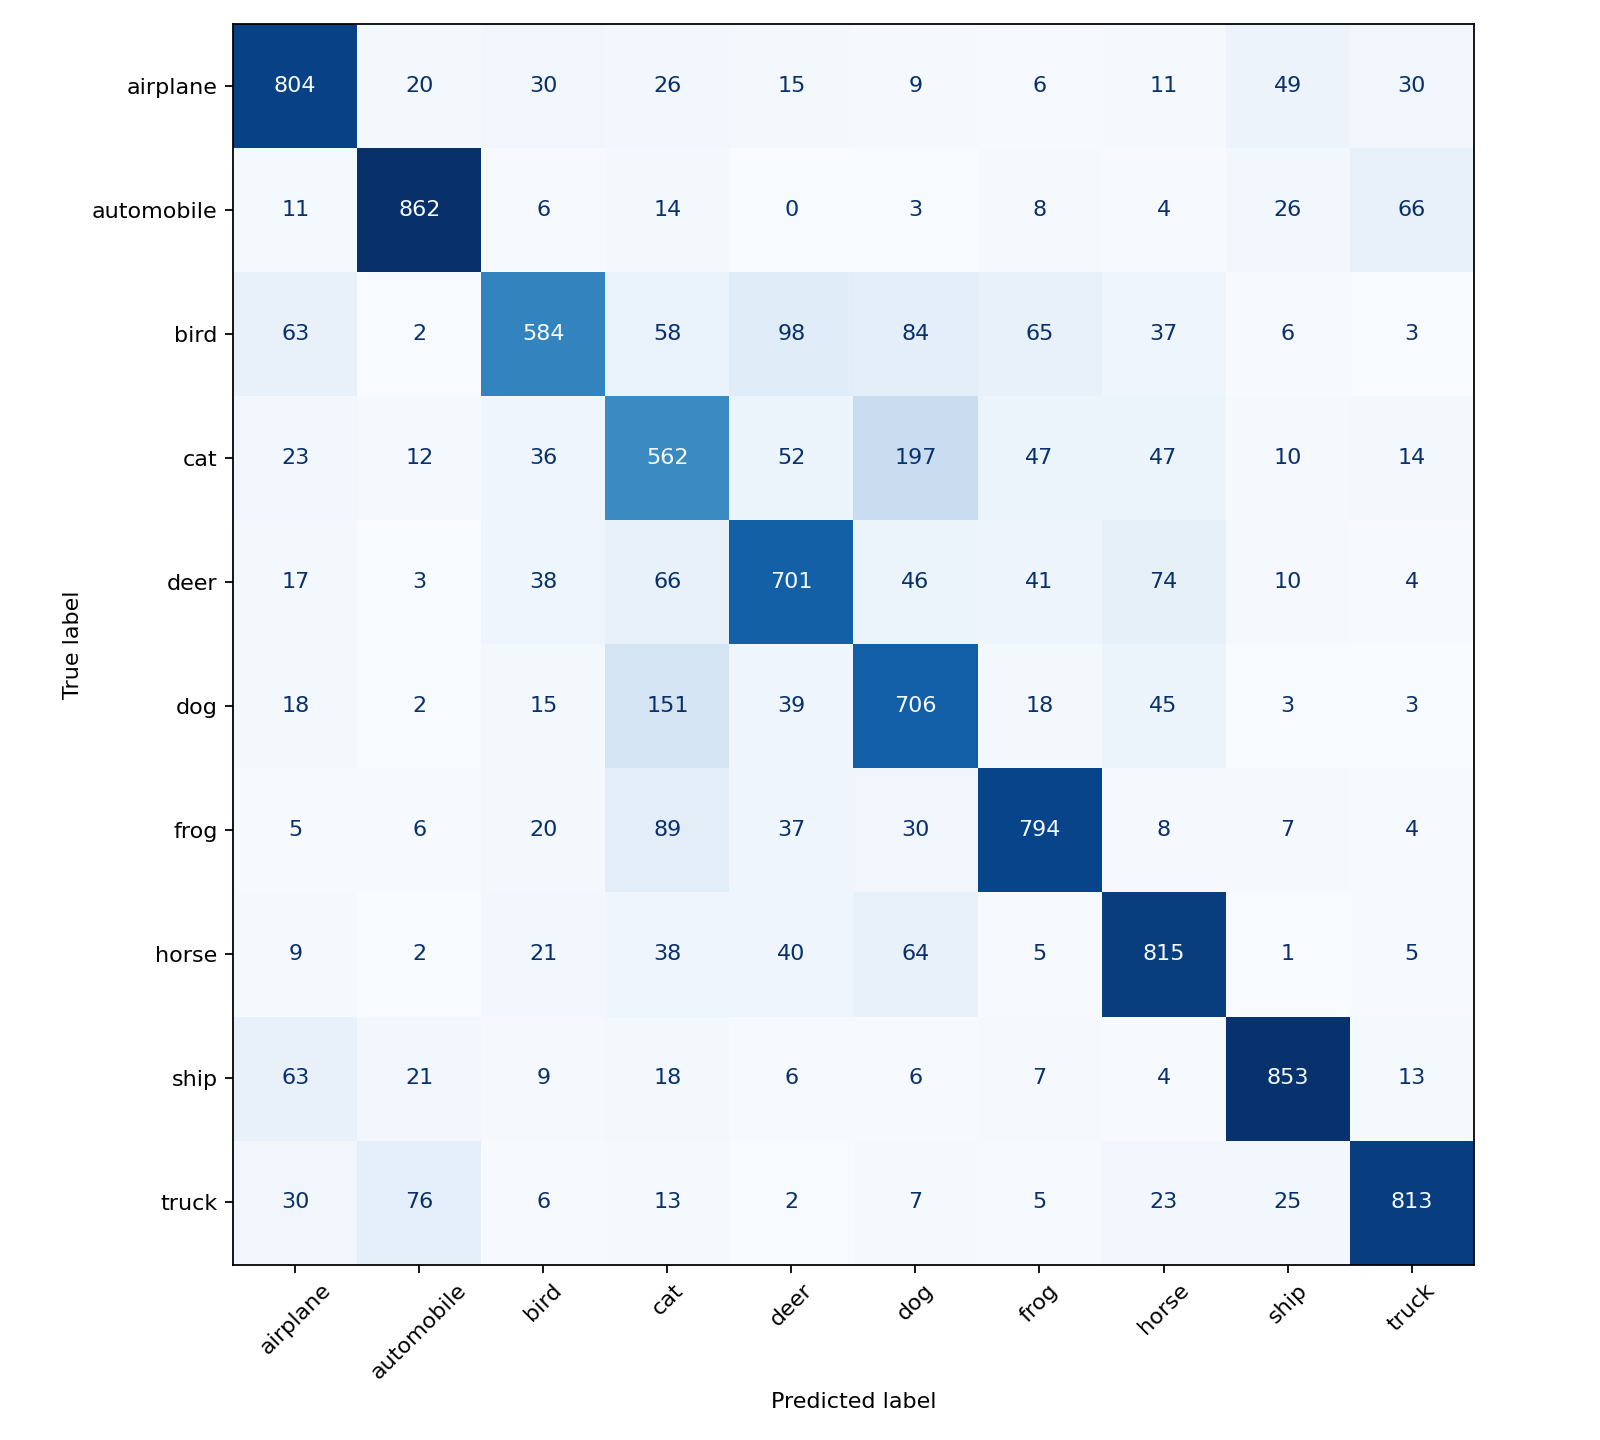 airplane 804 20 30 26 15 9 6 11 49 30
automobile 11 862 6 14 0 3 8 4 26 66
bird 63 2 584 58 98 84 65 37 6 3
cat 23 12 36 562 52 197 47 47 10 14
deer 17 3 38 66 701 46 41 74 10 4
dog 18 2 15 151 39 706 18 45 3 3
frog 5 6 20 89 37 30 794 8 7 4
horse 9 2 21 38 40 64 5 815 1 5
ship 63 21 9 18 6 6 7 4 853 13
truck 30 76 6 13 2 7 5 23 25 813
True label
airplane automobile bird cat deer dog frog horse ship truck
Predicted label